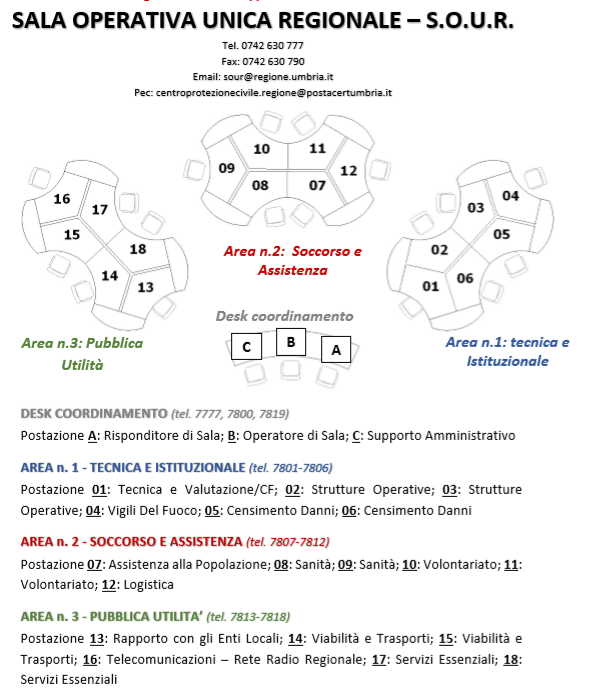 SALA OPERATIVA UNICA REGIONALE – S.O.U.R.
Tel. 0742 630 777
Fax: 0742 630 790
Email: sour@regione.umbria.it
Pec: centroprotezionecivile.regione@postacertumbria.it
10 11
09 12
08 07
16 17
15 18
14 13
04
03
05
02
06
01
Area n.2: Soccorso e
Assistenza
Desk coordinamento
C B A
Area n.3: Pubblica
Utilità
Area n.1: tecnica e
Istituzionale
DESK COORDINAMENTO (tel. 7777, 7800, 7819)
Postazione A: Risponditore di Sala; B: Operatore di Sala; C: Supporto Amministrativo
AREA n. 1 - TECNICA E ISTITUZIONALE (tel. 7801-7806)
Postazione 01: Tecnica e Valutazione/CF; 02: Strutture Operative; 03: Strutture
Operative; 04: Vigili Del Fuoco; 05: Censimento Danni; 06: Censimento Danni
AREA n. 2 - SOCCORSO E ASSISTENZA (tel. 7807-7812)
Postazione 07: Assistenza alla Popolazione; 08: Sanità; 09: Sanità; 10: Volontariato; 11:
Volontariato; 12: Logistica
AREA n. 3 - PUBBLICA UTILITA’ (tel. 7813-7818)
Postazione 13: Rapporto con gli Enti Locali; 14: Viabilità e Trasporti; 15: Viabilità e
Trasporti; 16: Telecomunicazioni – Rete Radio Regionale; 17: Servizi Essenziali; 18:
Servizi Essenziali